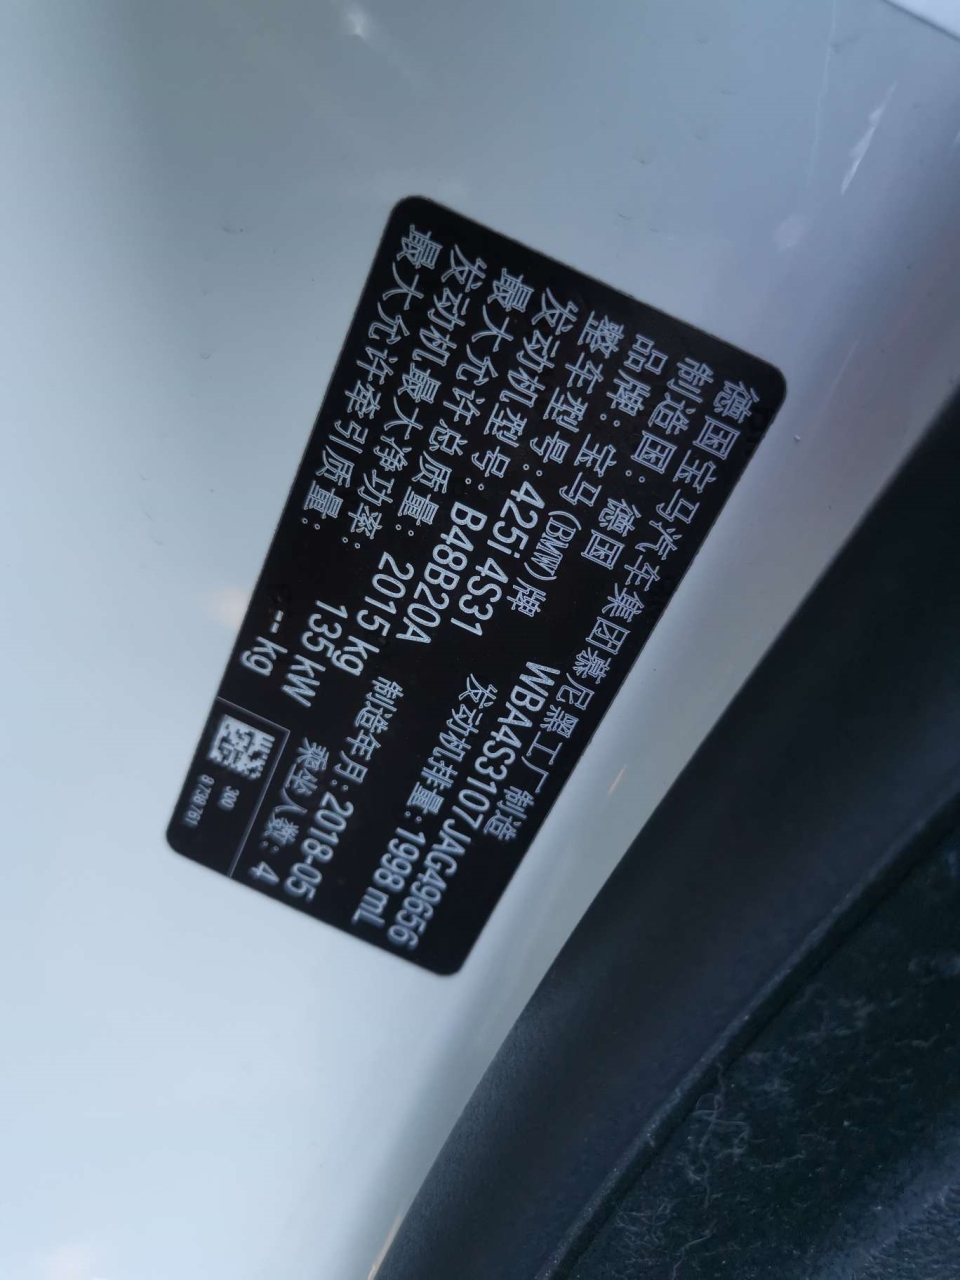 德国宝马汽车集团慕尼黑工厂制造
制造国：德国
品牌：宝马(BMW)牌 WBA4S3107JAG49656
整车型号：425i 4S31 发动机排量：1998 mL
发动机型号：B48B20A
最大允许总质量：2015 kg 制造年月：2018-05
发动机最大净功率：135 kW 乘坐人数：4
最大允许牵引质量：--- kg
300
8738761